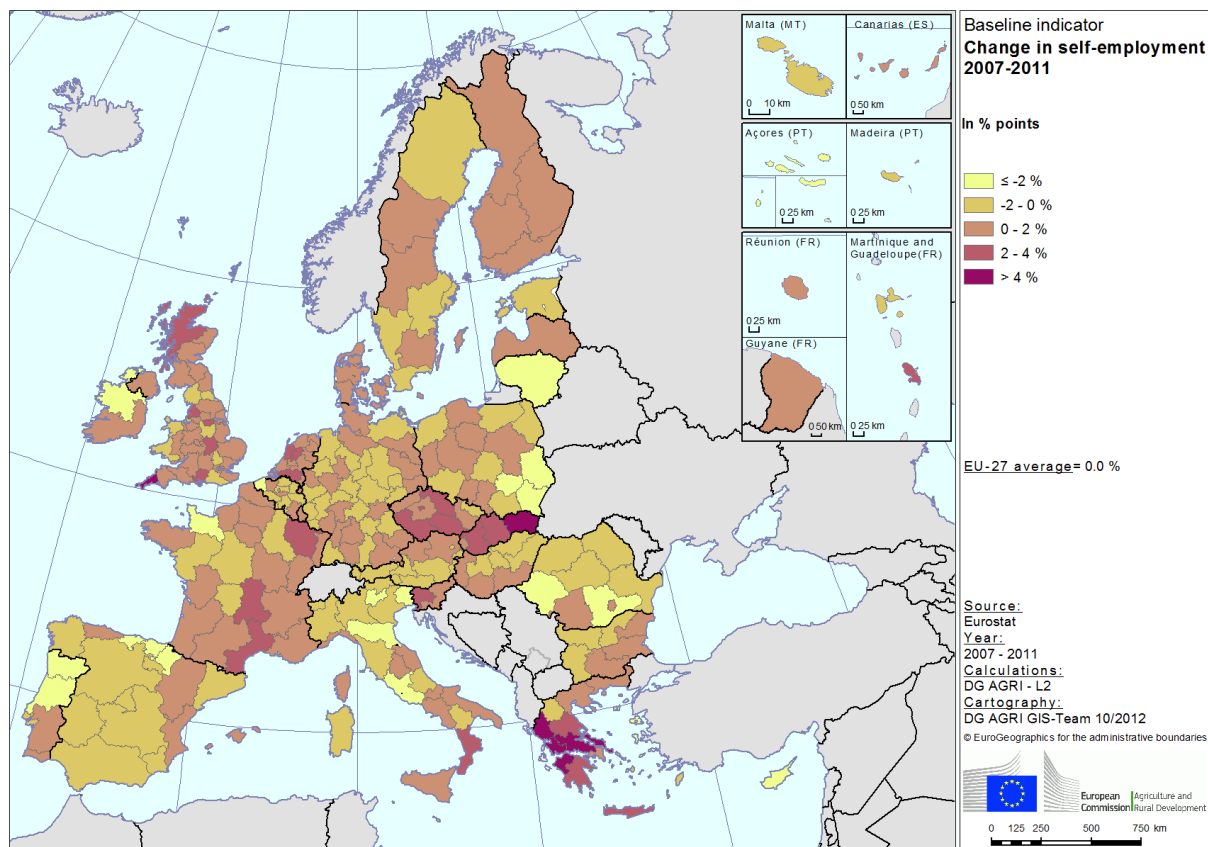 Malta (MT)
0 10 km
Canarias (ES)
0 50 km
Açores (PT)
0 25 km
Madeira (PT)
0 25 km
Réunion (FR)
0 25 km
Martinique and
Guadeloupe(FR)
0 25 km
Guyane (FR)
0 50 km
Baseline indicator
Change in self-employment
2007-2011
In % points
≤ -2 %
-2 - 0 %
0 - 2 %
2 - 4 %
> 4 %
EU-27 average= 0.0 %
Source:
Eurostat
Year:
2007 - 2011
Calculations:
DG AGRI - L2
Cartography:
DG AGRI GIS-Team 10/2012
© EuroGeographics for the administrative boundaries
European
Commission
Agriculture and
Rural Development
0 125 250 500 750 km